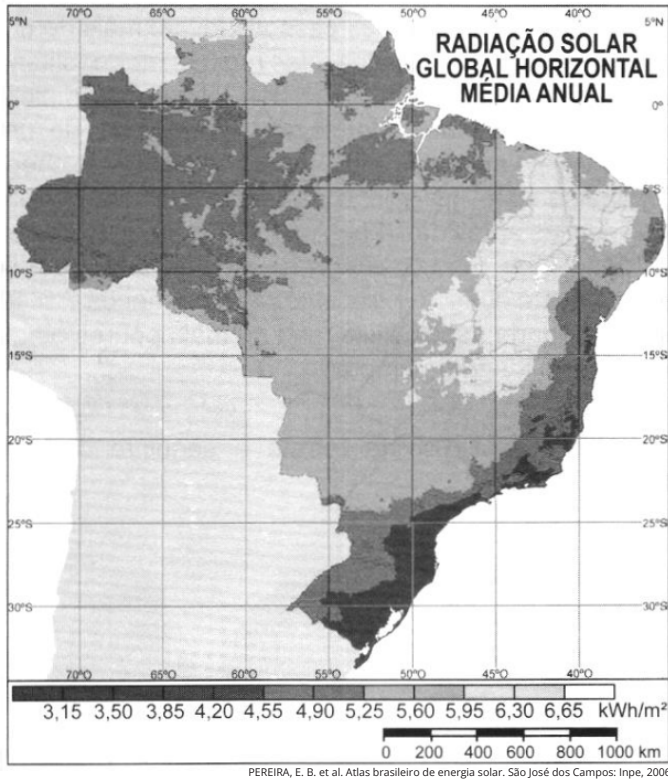 70°O 65°O 60°O 55°O 50°O 45°O 40°O
5°N
RADIAÇÃO SOLAR
GLOBAL HORIZONTAL
MÉDIA ANUAL
0° 0°
5°S 5°S
10°S 10°S
15°S 15°S
20°S 20°S
25°S 25°S
30°S 30°S
70°O 65°O 60°O 55°O 50°O 45°O 40°O
3,15 3,50 3,85 4,20 4,55 4,90 5,25 5,60 5,95 6,30 6,65 kWh/m²
0 200 400 600 800 1000 km
PEREIRA, E. B. et al. Atlas brasileiro de energia solar. São José dos Campos: Inpe,